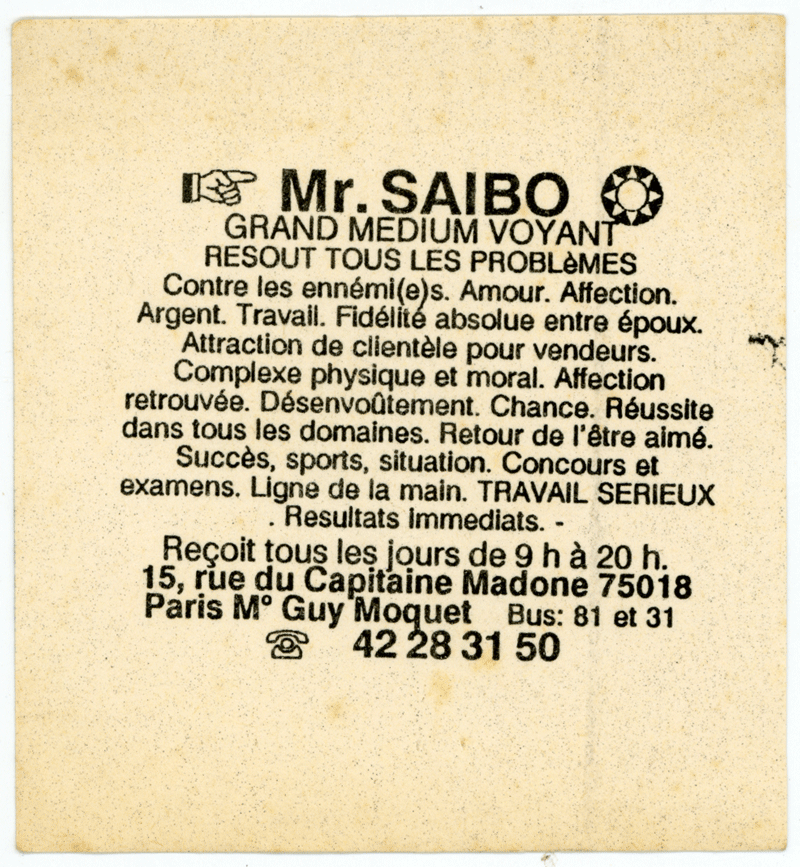 Mr. SAIBO
GRAND MEDIUM VOYANT
RESOUT TOUS LES PROBLèMES
Contre les ennémi(e)s. Amour. Affection.
Argent. Travail. Fidélité absolue entre époux.
Attraction de clientèle pour vendeurs.
Complexe physique et moral. Affection
retrouvée. Désenvoûtement. Chance. Réussite
dans tous les domaines. Retour de l'être aimé.
Succès, sports, situation. Concours et
examens. Ligne de la main. TRAVAIL SERIEUX
. Resultats immediats. -
Reçoit tous les jours de 9 h à 20 h.
15, rue du Capitaine Madone 75018
Paris M° Guy Moquet Bus: 81 et 31
42 28 31 50